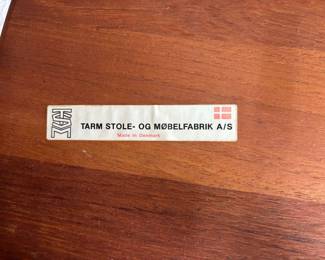 TARM STOLE- OG MØBELFABRIK A/S
Made in Denmark